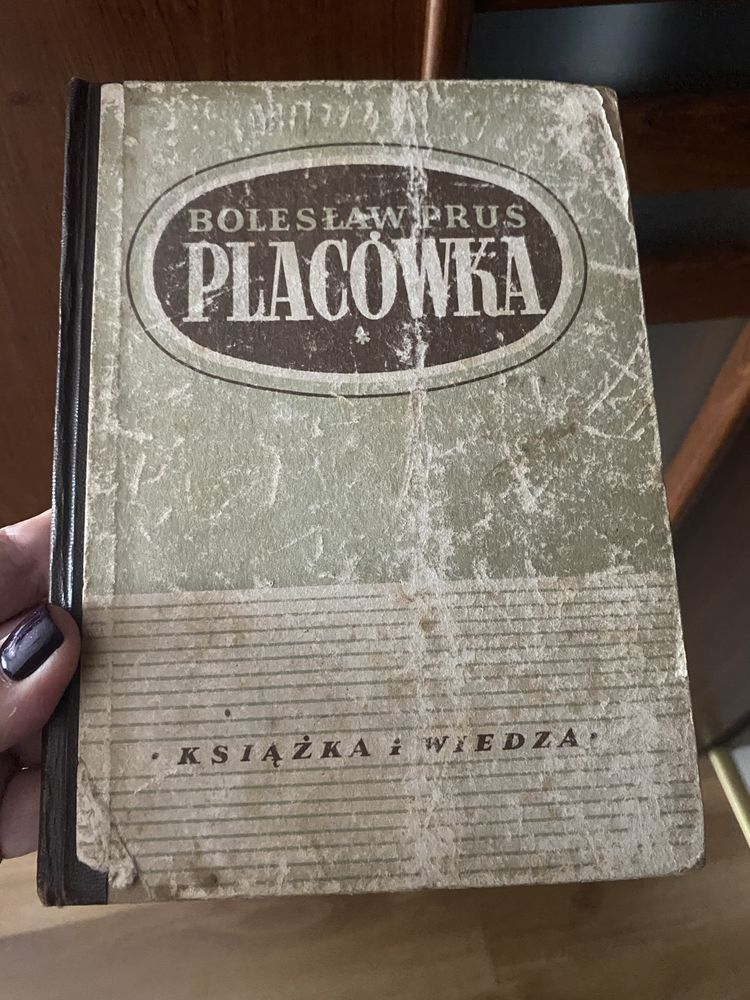 BOLESŁAW PRUS
PLACÓWKA
• KSIĄŻKA i WIEDZA •